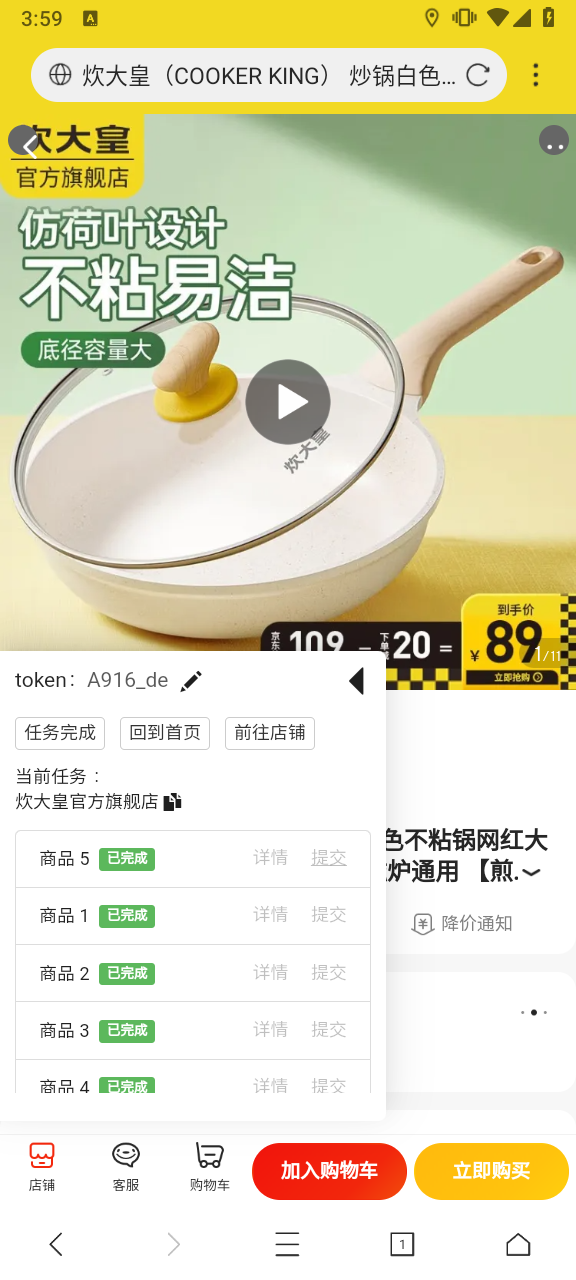 3:59
A
炊大皇（COOKER KING） 炒锅白色...
炊大皇
官方旗舰店
仿荷叶设计
不粘易洁
底径容量大
炊大皇
到手价
109 - 20 = ¥89
立即抢购
1/11
token： A916_de
任务完成 回到首页 前往店铺
当前任务：
炊大皇官方旗舰店
商品 5 已完成 详情 提交
商品 1 已完成 详情 提交
商品 2 已完成 详情 提交
商品 3 已完成 详情 提交
商品 4 已完成 详情 提交
色不粘锅网红大
炉通用 【煎.
降价通知
店铺 客服 购物车 加入购物车 立即购买
1